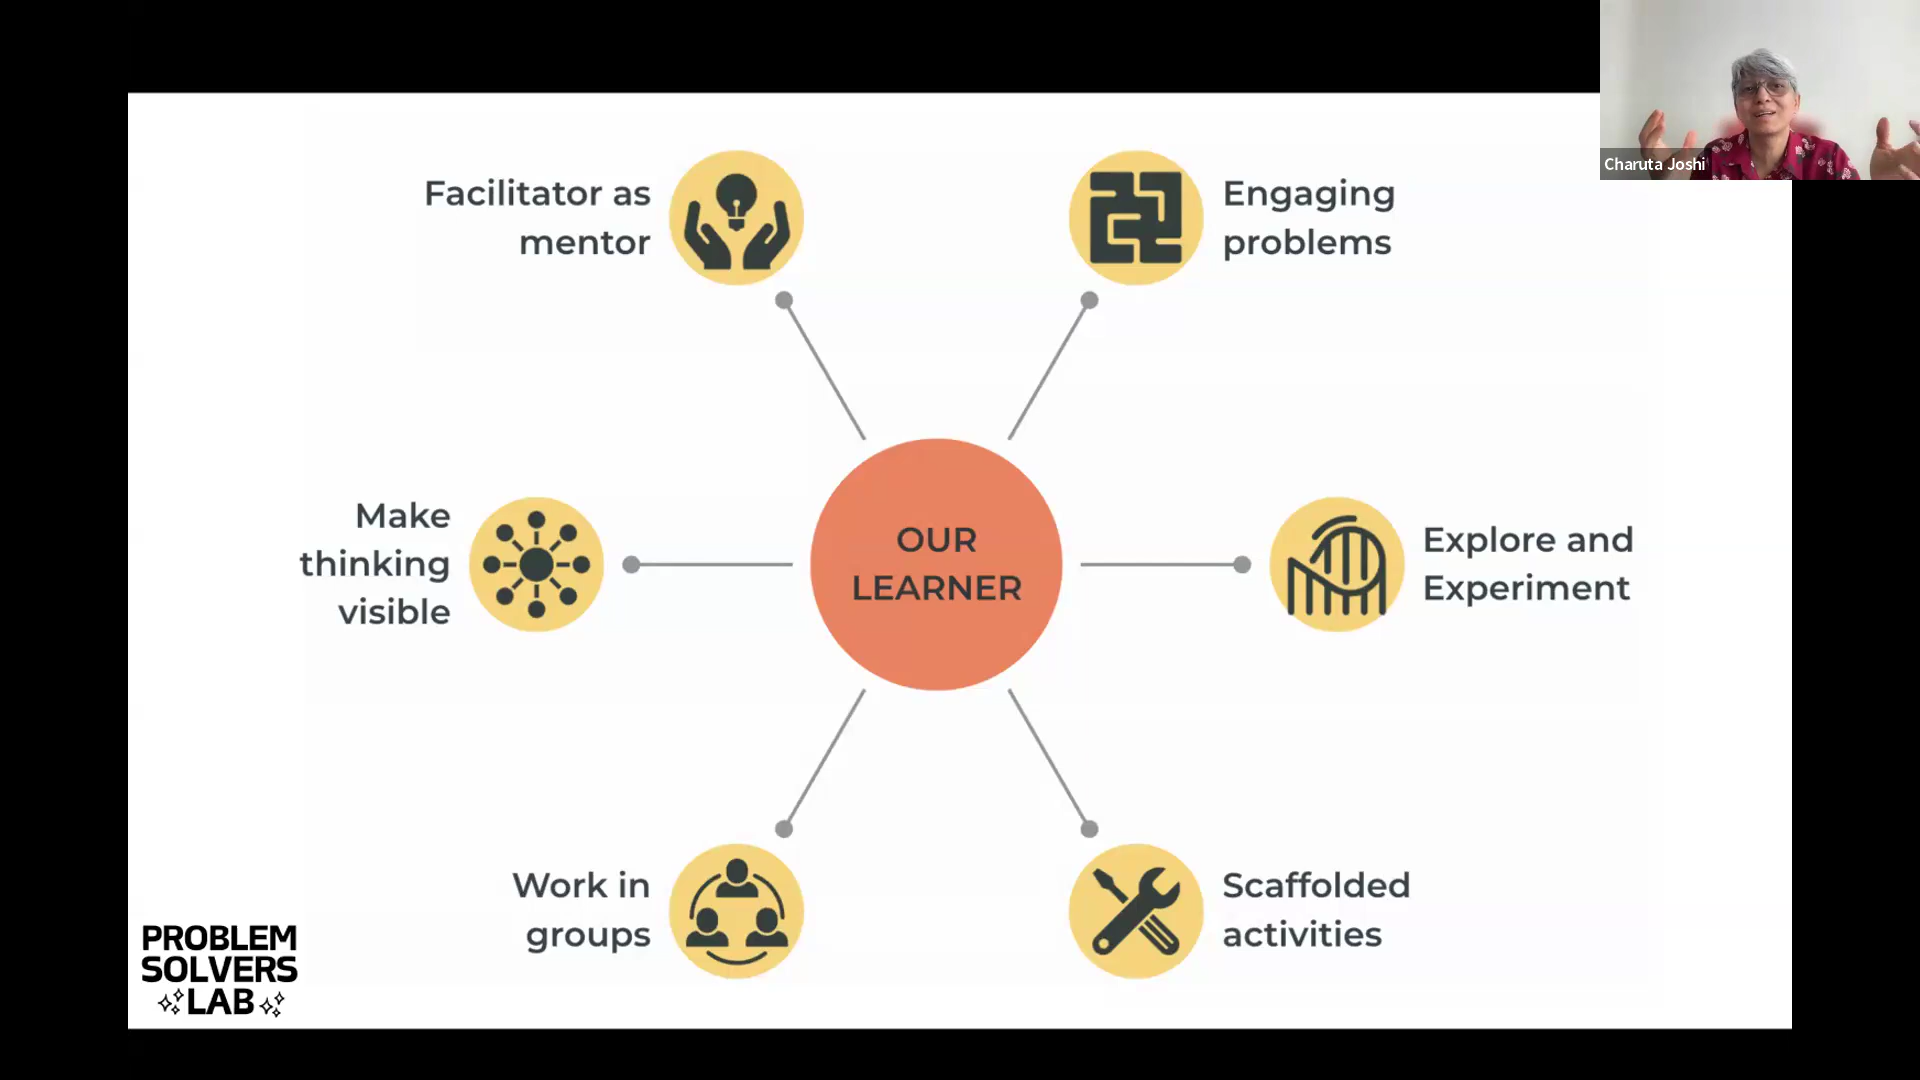 Charuta Joshi
Facilitator as
mentor
Engaging
problems
Make
thinking
visible
OUR
LEARNER
Explore and
Experiment
Work in
groups
Scaffolded
activities
PROBLEM
SOLVERS
LAB